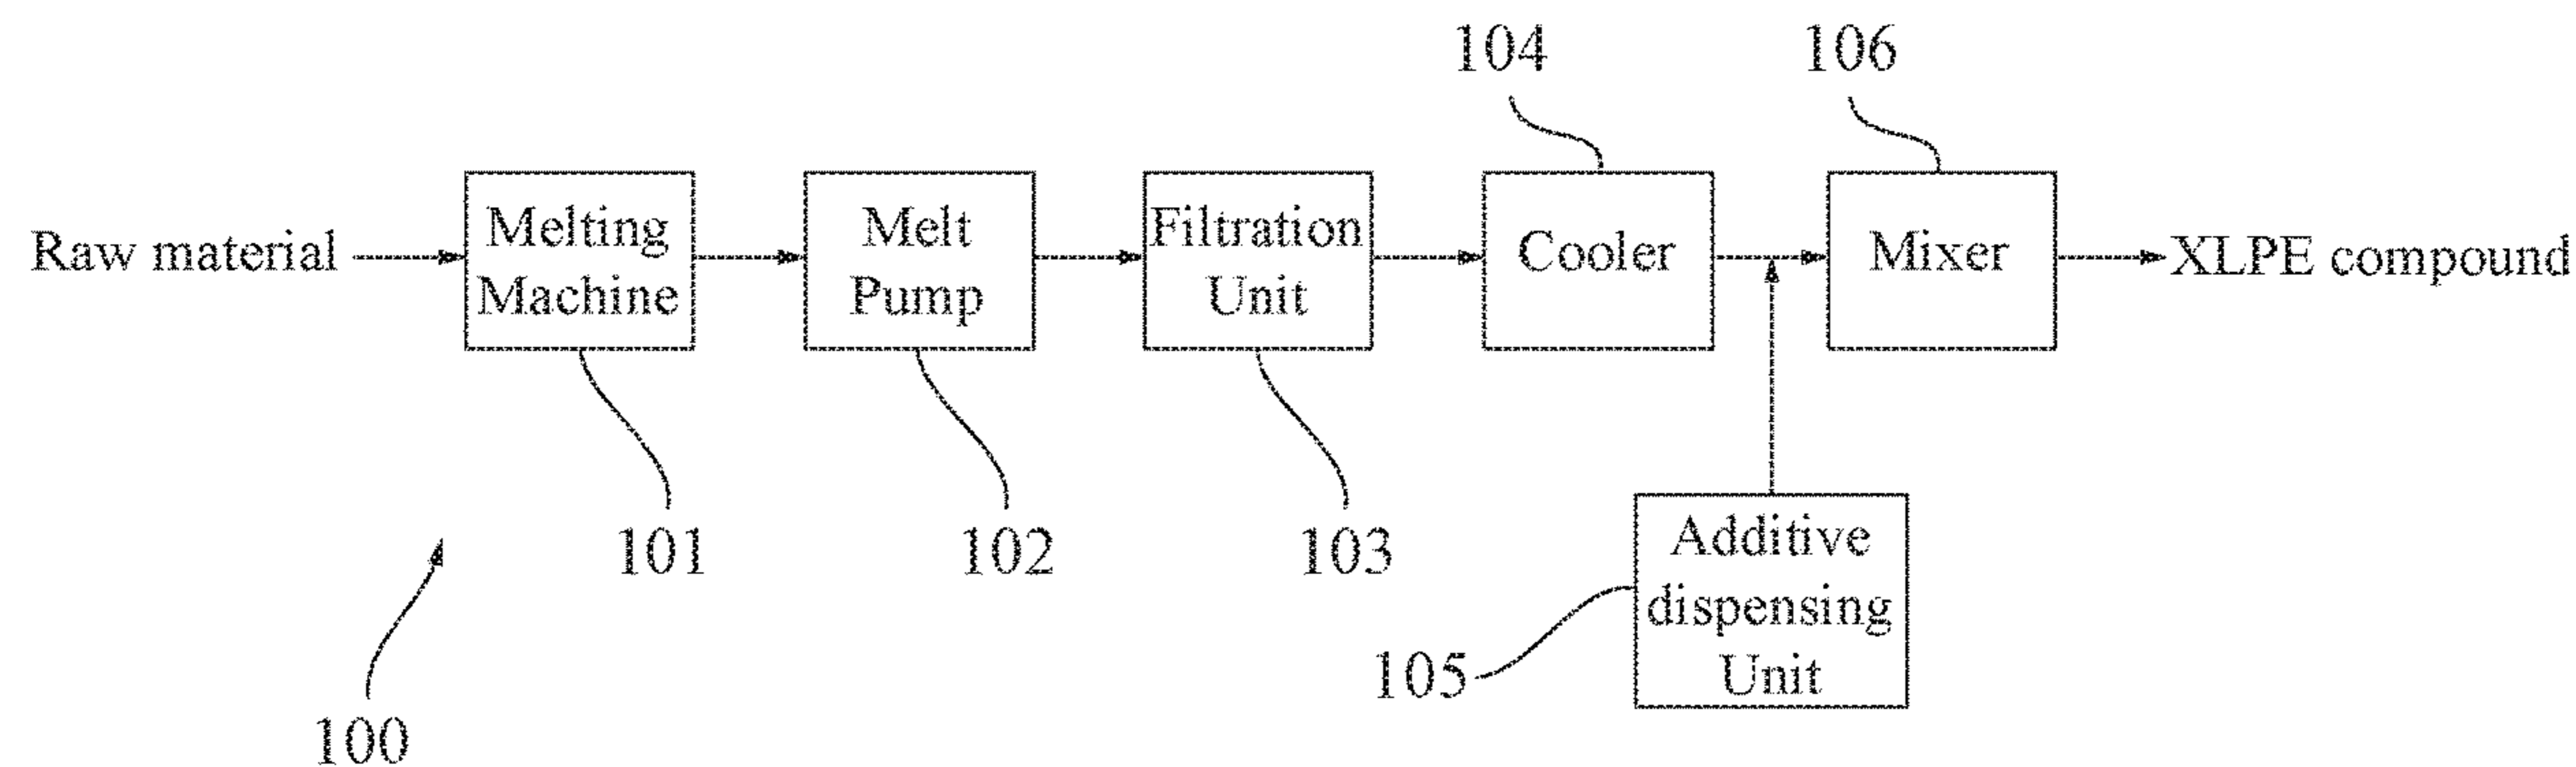 104
106
Raw material
Melting
Machine
Melt
Pump
Filtration
Unit
Cooler
Mixer
XLPE compound
101
102
103
Additive
dispensing
Unit
105
100